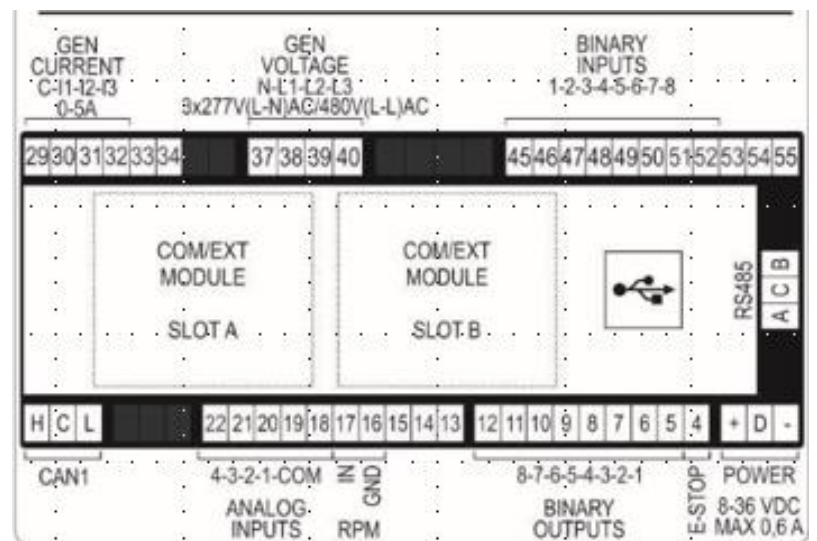 GEN
CURRENT
C-I1-I2-I3
0-5A
GEN
VOLTAGE
N-L1-L2-L3
3x277V(L-N)AC/480V(L-L)AC
BINARY
INPUTS
1-2-3-4-5-6-7-8
29 30 31 32 33 34 37 38 39 40 45 46 47 48 49 50 51 52 53 54 55
COM/EXT
MODULE
SLOT A
COM/EXT
MODULE
SLOT B
RS485
A C B
H C L 22 21 20 19 18 17 16 15 14 13 12 11 10 9 8 7 6 5 4 + D -
CAN1
4-3-2-1-COM
ANALOG
INPUTS
IN
GND
RPM
8-7-6-5-4-3-2-1
BINARY
OUTPUTS
E-STOP
POWER
8-36 VDC
MAX 0,6 A